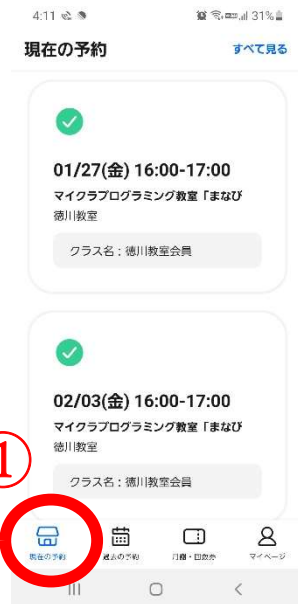 4:11 31%
現在の予約 すべて見る
01/27(金) 16:00-17:00
マイクラプログラミング教室「まなび
徳川教室
クラス名：徳川教室会員
02/03(金) 16:00-17:00
マイクラプログラミング教室「まなび
徳川教室
クラス名：徳川教室会員
①
現在の予約 過去の予約 月謝・回数券 マイページ